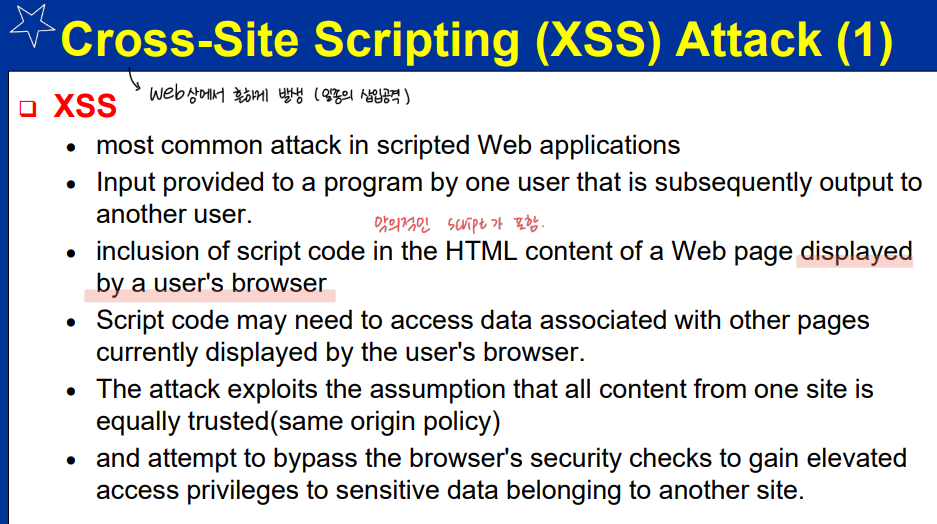 Cross-Site Scripting (XSS) Attack (1)
Web상에서 흔하게 발생 (일종의 삽입공격)
❑ XSS
• most common attack in scripted Web applications
• Input provided to a program by one user that is subsequently output to
another user.
악의적인 script가 포함.
• inclusion of script code in the HTML content of a Web page displayed
by a user's browser
• Script code may need to access data associated with other pages
currently displayed by the user's browser.
• The attack exploits the assumption that all content from one site is
equally trusted(same origin policy)
• and attempt to bypass the browser's security checks to gain elevated
access privileges to sensitive data belonging to another site.